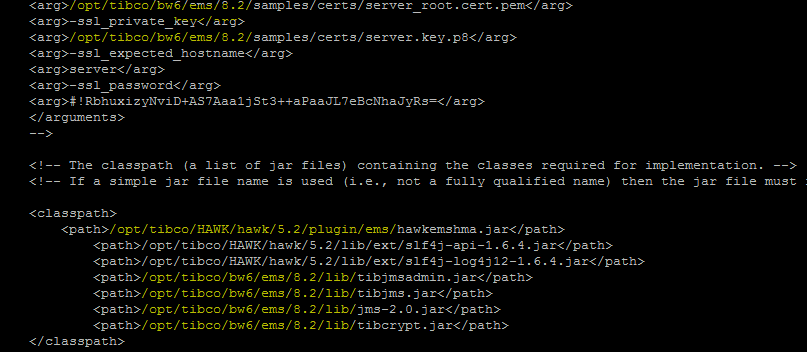 <arg>/opt/tibco/bw6/ems/8.2/samples/certs/server_root.cert.pem</arg>
<arg>-ssl_private_key</arg>
<arg>/opt/tibco/bw6/ems/8.2/samples/certs/server.key.p8</arg>
<arg>-ssl_expected_hostname</arg>
<arg>server</arg>
<arg>-ssl_password</arg>
<arg>#!RbhuxizyNviD+AS7Aaa1jSt3++aPaaJL7eBcNhaJyRs=</arg>
</arguments>
-->
<!-- The classpath (a list of jar files) containing the classes required for implementation. -->
<!-- If a simple jar file name is used (i.e., not a fully qualified name) then the jar file must
<classpath>
<path>/opt/tibco/HAWK/hawk/5.2/plugin/ems/hawkemshma.jar</path>
<path>/opt/tibco/HAWK/hawk/5.2/lib/ext/slf4j-api-1.6.4.jar</path>
<path>/opt/tibco/HAWK/hawk/5.2/lib/ext/slf4j-log4j12-1.6.4.jar</path>
<path>/opt/tibco/bw6/ems/8.2/lib/tibjmsadmin.jar</path>
<path>/opt/tibco/bw6/ems/8.2/lib/tibjms.jar</path>
<path>/opt/tibco/bw6/ems/8.2/lib/jms-2.0.jar</path>
<path>/opt/tibco/bw6/ems/8.2/lib/tibcrypt.jar</path>
</classpath>